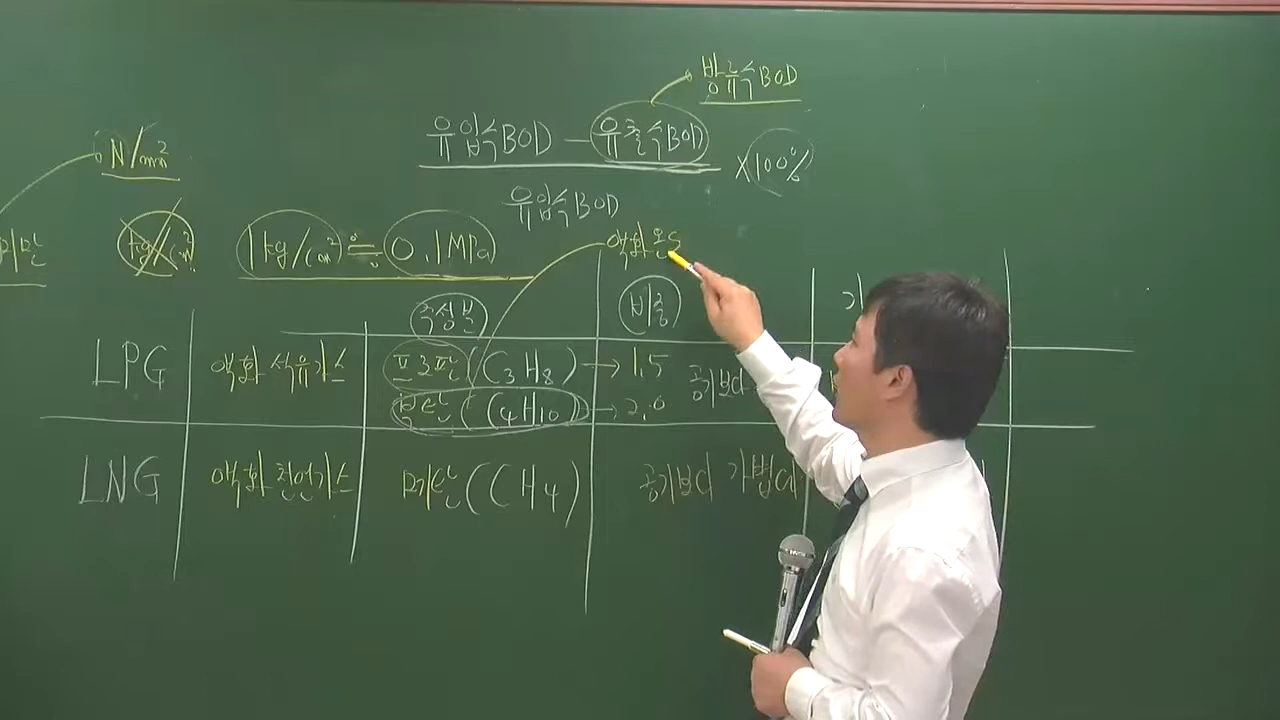 방류수BOD
유입수BOD — 유출수BOD
X100%
유입수BOD
N/mm²
kg/cm²
1kg/cm² ≒ 0.1MPa
액화온
주성분
비중
LPG 액화석유가스 프로판(C3H8) → 1.5 공기보다
부탄(C4H10) → 2.0
LNG 액화천연가스 메탄(CH4) 공기보다 가볍다